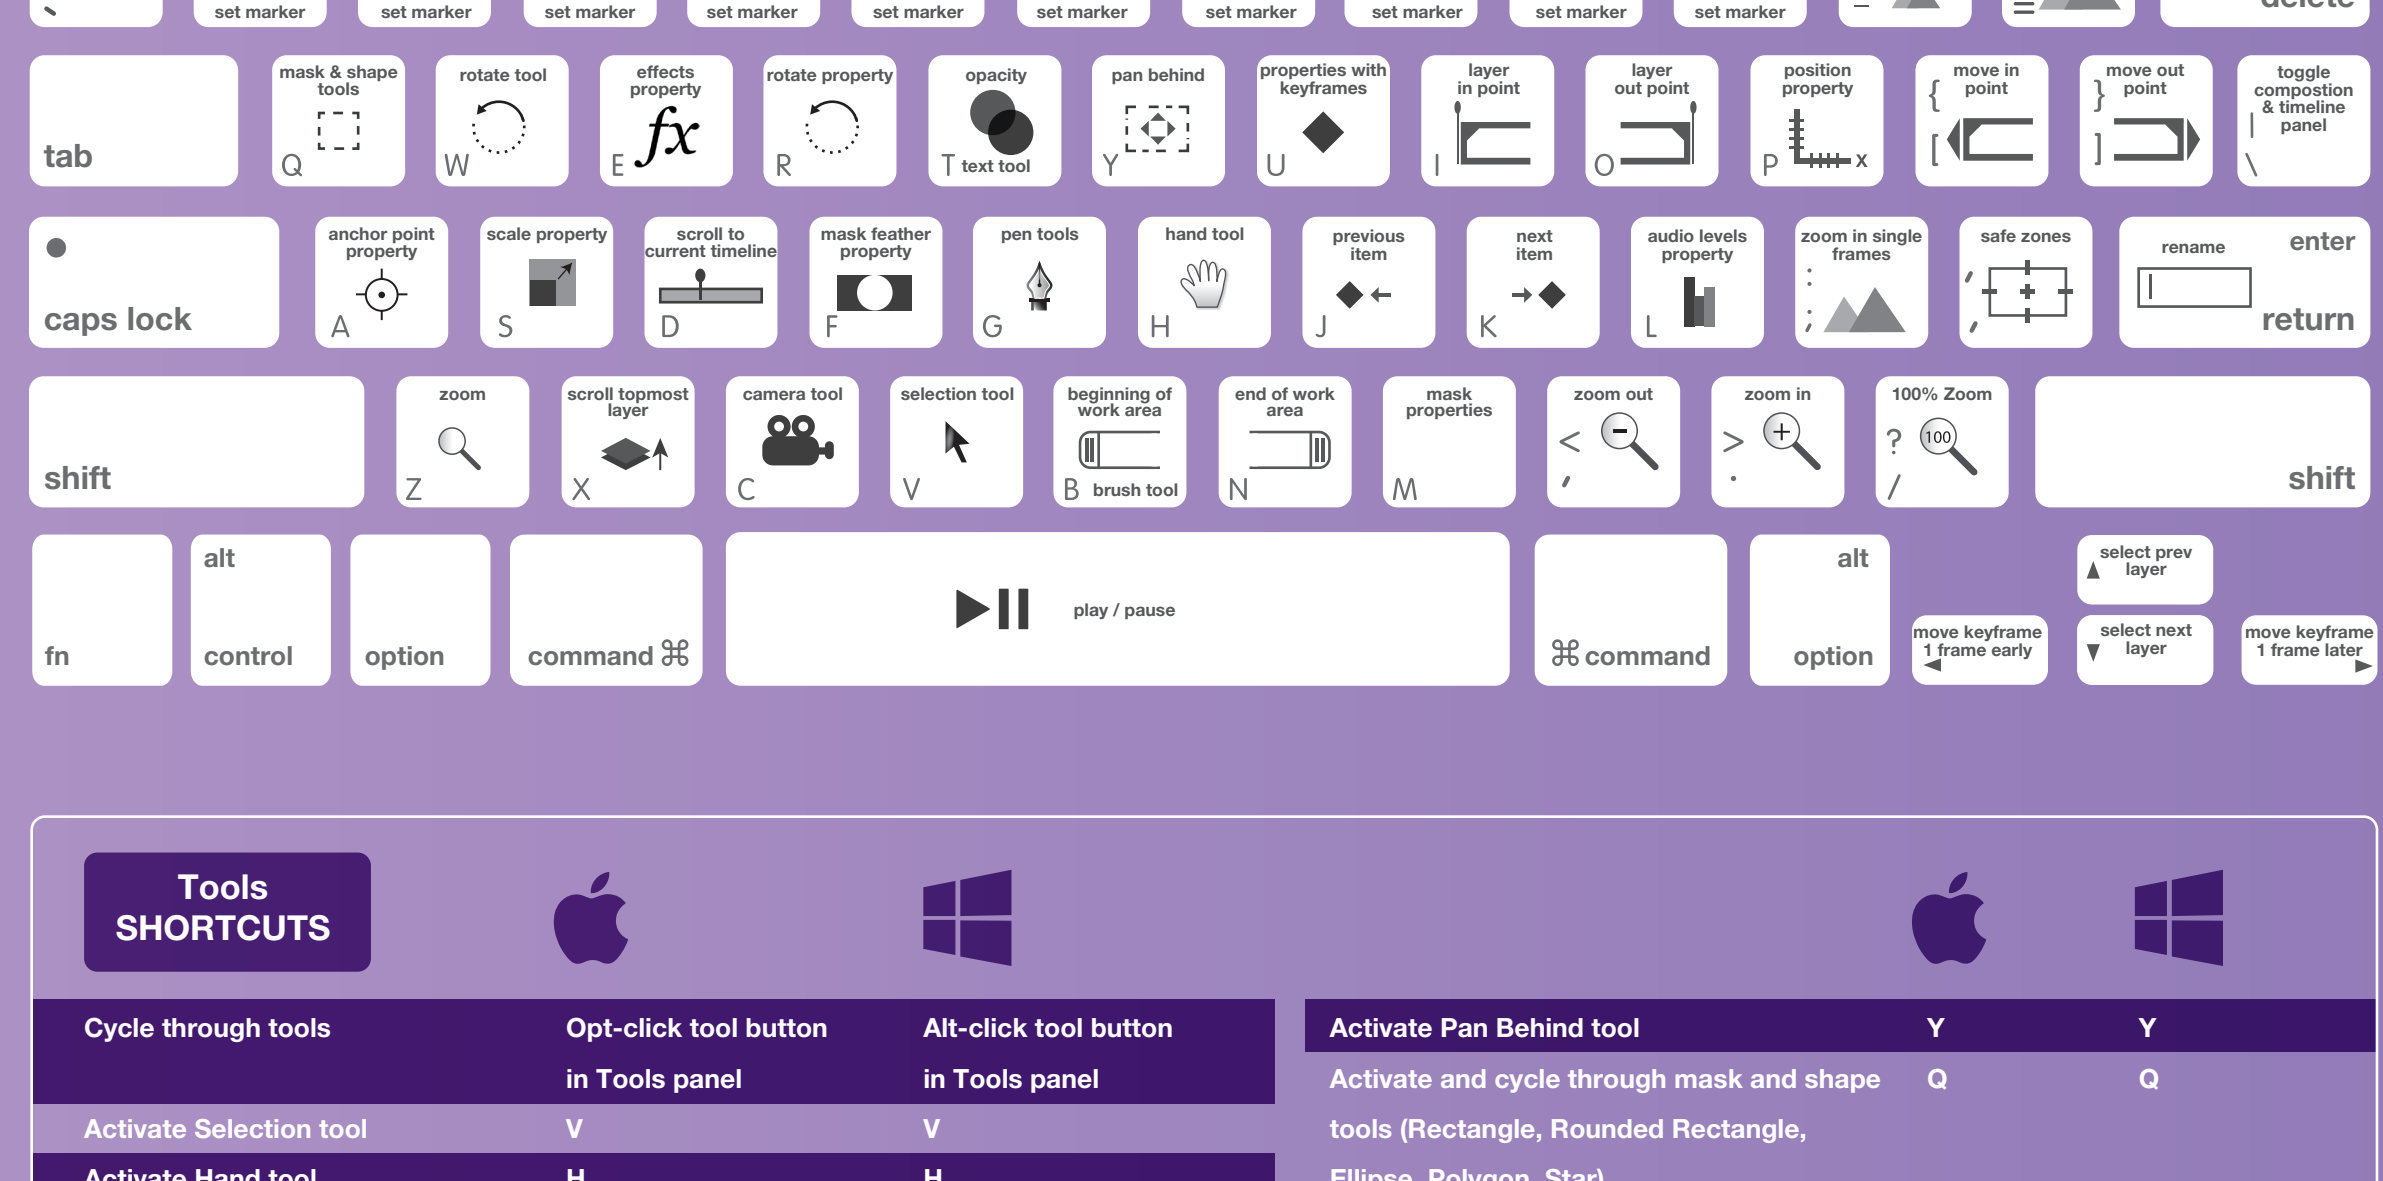 set marker set marker set marker set marker set marker set marker set marker set marker set marker set marker – = delete
tab
mask & shape
tools
Q
rotate tool
W
effects
property
fx
E
rotate property
R
opacity
T text tool
pan behind
Y
properties with
keyframes
U
layer
in point
I
layer
out point
O
position
property
P x
move in
point
{
[
move out
point
}
]
toggle
compostion
& timeline
panel
|
\
caps lock
anchor point
property
A
scale property
S
scroll to
current timeline
D
mask feather
property
F
pen tools
G
hand tool
H
previous
item
J
next
item
K
audio levels
property
L
zoom in single
frames
:
;
safe zones
'
,
rename
enter
return
shift
zoom
Z
scroll topmost
layer
X
camera tool
C
selection tool
V
beginning of
work area
B brush tool
end of work
area
N
mask
properties
M
zoom out
<
,
zoom in
>
.
100% Zoom
? 100
/
shift
fn
alt
control
option
command ⌘
play / pause
⌘ command
alt
option
select prev
layer
move keyframe
1 frame early
select next
layer
move keyframe
1 frame later
Tools
SHORTCUTS
Cycle through tools Opt-click tool button Alt-click tool button
in Tools panel in Tools panel
Activate Selection tool V V
Activate Hand tool H H
Activate Pan Behind tool Y Y
Activate and cycle through mask and shape Q Q
tools (Rectangle, Rounded Rectangle,
Ellipse, Polygon, Star)